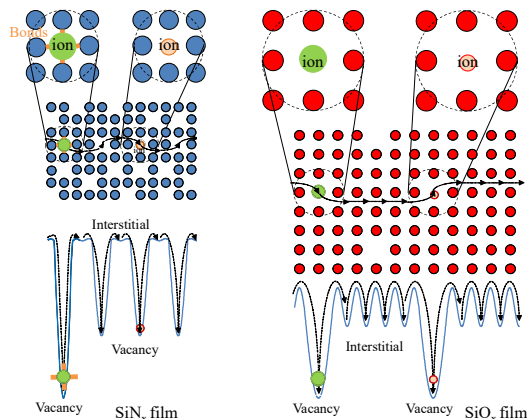 Bonds
ion
ion
ion
ion
Interstitial
Vacancy
Vacancy
SiNx film
Interstitial
Vacancy
Vacancy
SiOx film